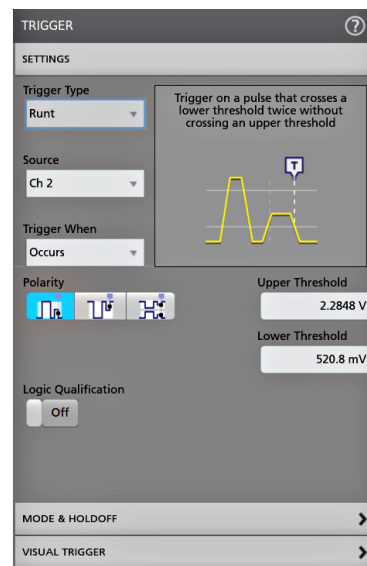 TRIGGER
?
SETTINGS
Trigger Type
Runt
Trigger on a pulse that crosses a
lower threshold twice without
crossing an upper threshold
T
Source
Ch 2
Trigger When
Occurs
Polarity
Upper Threshold
2.2848 V
Lower Threshold
520.8 mV
Logic Qualification
Off
MODE & HOLDOFF
VISUAL TRIGGER